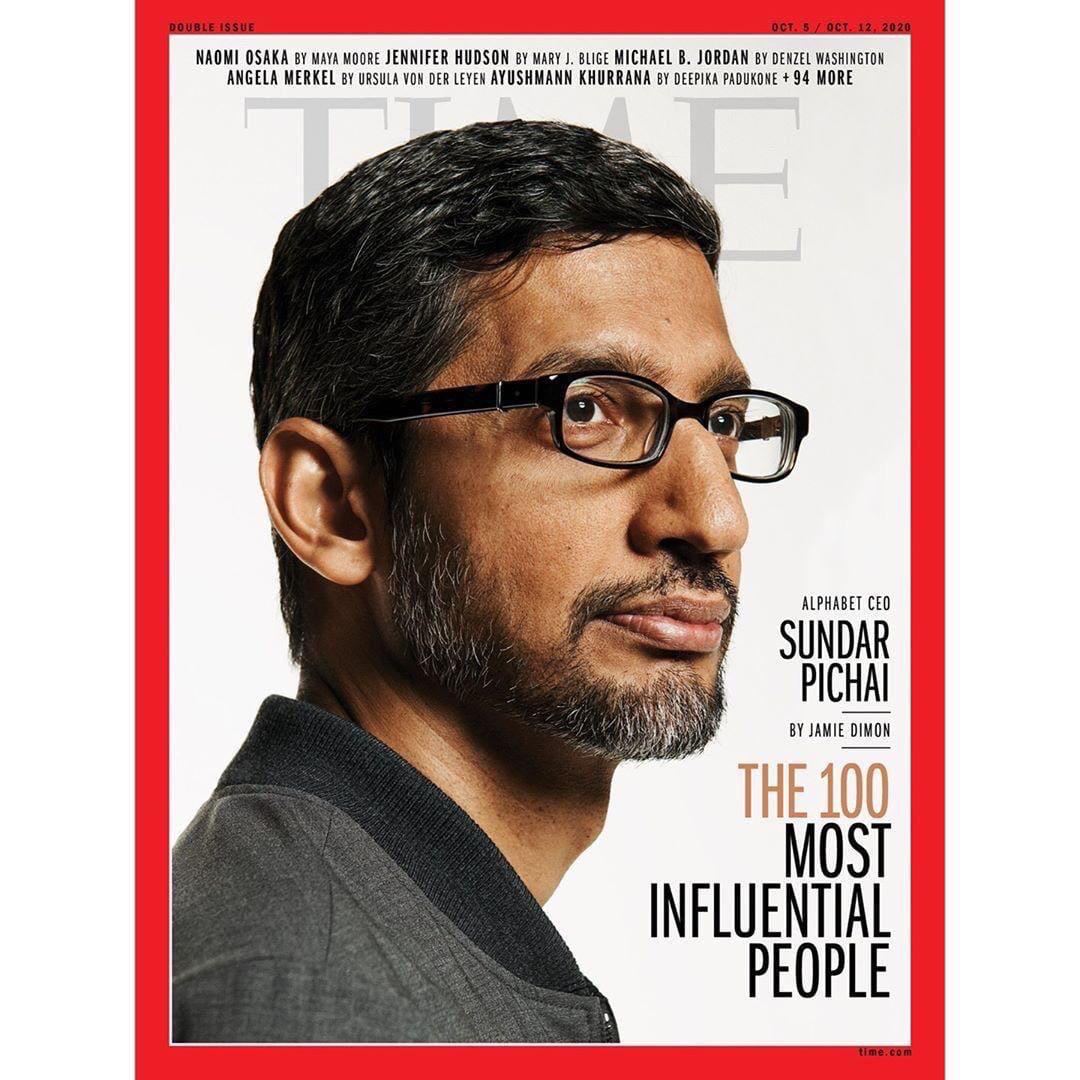 DOUBLE ISSUE
OCT. 5 / OCT. 12, 2020
NAOMI OSAKA BY MAYA MOORE JENNIFER HUDSON BY MARY J. BLIGE MICHAEL B. JORDAN BY DENZEL WASHINGTON
ANGELA MERKEL BY URSULA VON DER LEYEN AYUSHMANN KHURRANA BY DEEPIKA PADUKONE + 94 MORE
TIME
ALPHABET CEO
SUNDAR
PICHAI
BY JAMIE DIMON
THE 100
MOST
INFLUENTIAL
PEOPLE
time.com